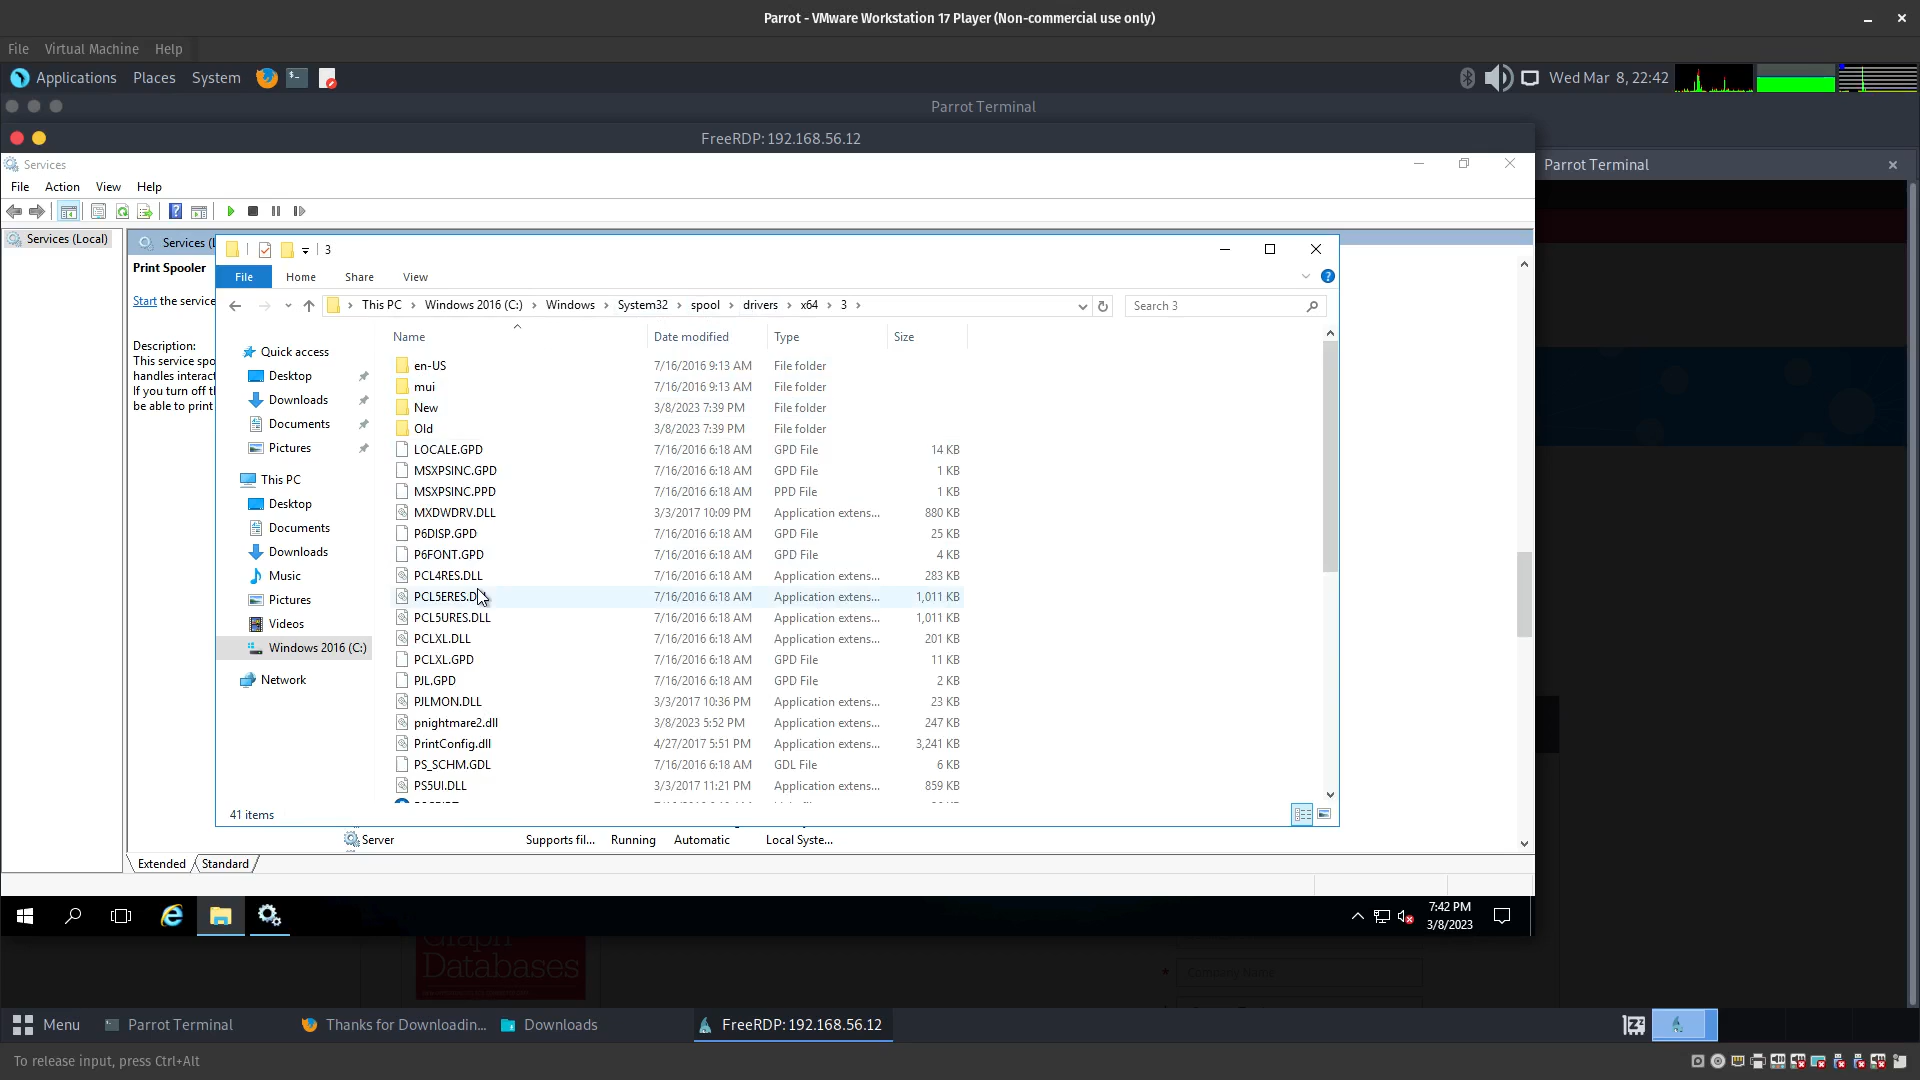 Parrot - VMware Workstation 17 Player (Non-commercial use only)
File Virtual Machine Help
Applications Places System
Wed Mar 8, 22:42
Parrot Terminal
FreeRDP: 192.168.56.12
Services
Parrot Terminal
File Action View Help
Services (Local)
Services (L
3
Print Spooler
File Home Share View
Start the service
This PC Windows 2016 (C:) Windows System32 spool drivers x64 3
Search 3
Name Date modified Type Size
Description:
This service spo
handles interact
If you turn off th
be able to print
Quick access
Desktop
Downloads
Documents
Pictures
This PC
Desktop
Documents
Downloads
Music
Pictures
Videos
Windows 2016 (C:)
Network
en-US 7/16/2016 9:13 AM File folder
mui 7/16/2016 9:13 AM File folder
New 3/8/2023 7:39 PM File folder
Old 3/8/2023 7:39 PM File folder
LOCALE.GPD 7/16/2016 6:18 AM GPD File 14 KB
MSXPSINC.GPD 7/16/2016 6:18 AM GPD File 1 KB
MSXPSINC.PPD 7/16/2016 6:18 AM PPD File 1 KB
MXDWDRV.DLL 3/3/2017 10:09 PM Application extens... 880 KB
P6DISP.GPD 7/16/2016 6:18 AM GPD File 25 KB
P6FONT.GPD 7/16/2016 6:18 AM GPD File 4 KB
PCL4RES.DLL 7/16/2016 6:18 AM Application extens... 283 KB
PCL5ERES.DLL 7/16/2016 6:18 AM Application extens... 1,011 KB
PCL5URES.DLL 7/16/2016 6:18 AM Application extens... 1,011 KB
PCLXL.DLL 7/16/2016 6:18 AM Application extens... 201 KB
PCLXL.GPD 7/16/2016 6:18 AM GPD File 11 KB
PJL.GPD 7/16/2016 6:18 AM GPD File 2 KB
PJLMON.DLL 3/3/2017 10:36 PM Application extens... 23 KB
pnightmare2.dll 3/8/2023 5:52 PM Application extens... 247 KB
PrintConfig.dll 4/27/2017 5:51 PM Application extens... 3,241 KB
PS_SCHM.GDL 7/16/2016 6:18 AM GDL File 6 KB
PS5UI.DLL 3/3/2017 11:21 PM Application extens... 859 KB
41 items
Server Supports fil... Running Automatic Local Syste...
Extended Standard
7:42 PM
3/8/2023
Graph
Databases
Company Name
Menu Parrot Terminal Thanks for Downloadin... Downloads FreeRDP: 192.168.56.12
To release input, press Ctrl+Alt